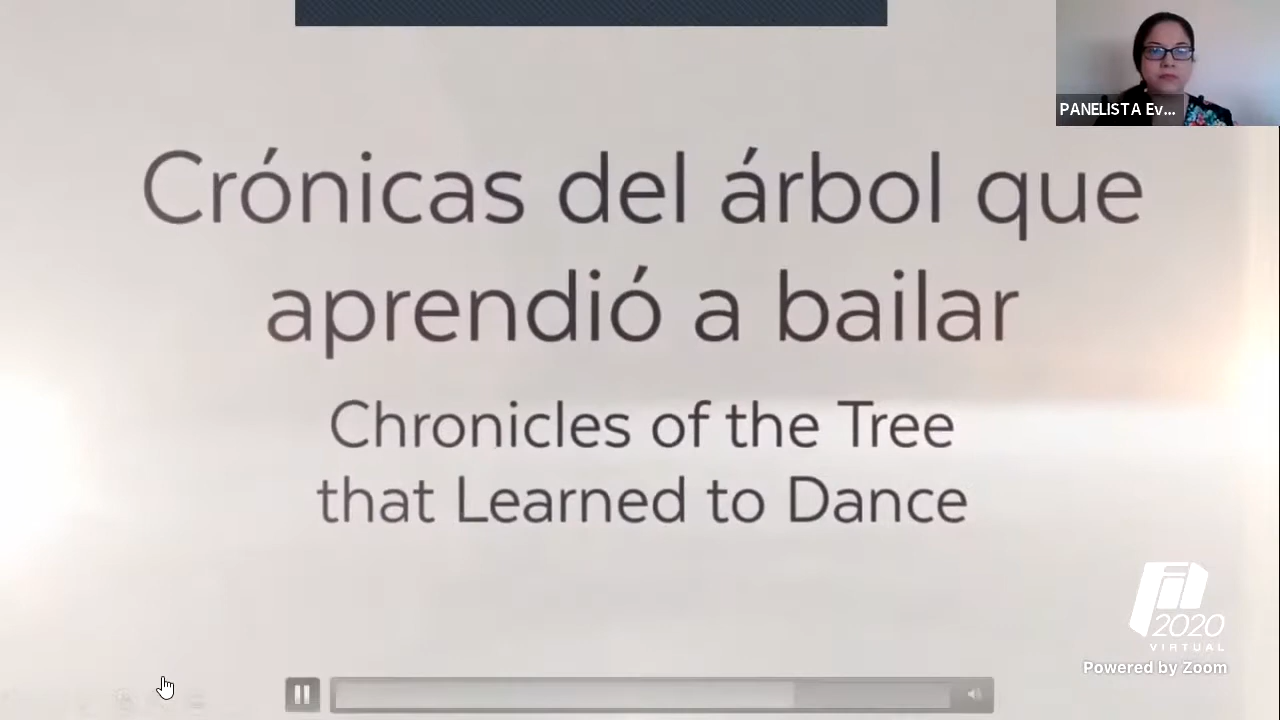 PANELISTA Ev...
Crónicas del árbol que
aprendió a bailar
Chronicles of the Tree
that Learned to Dance
fil
2020
VIRTUAL
Powered by Zoom